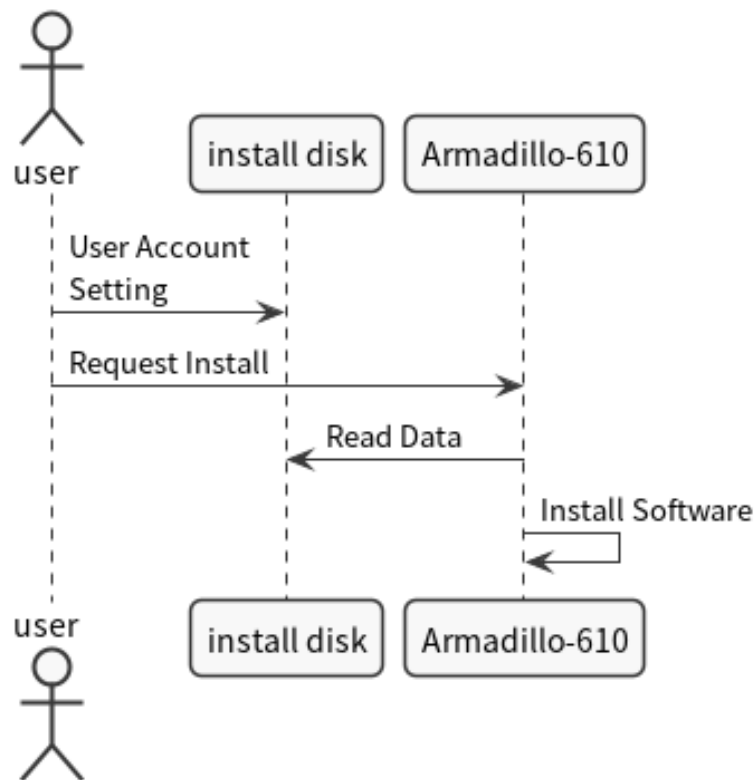 user
install disk
Armadillo-610
User Account
Setting
Request Install
Read Data
Install Software
user
install disk
Armadillo-610